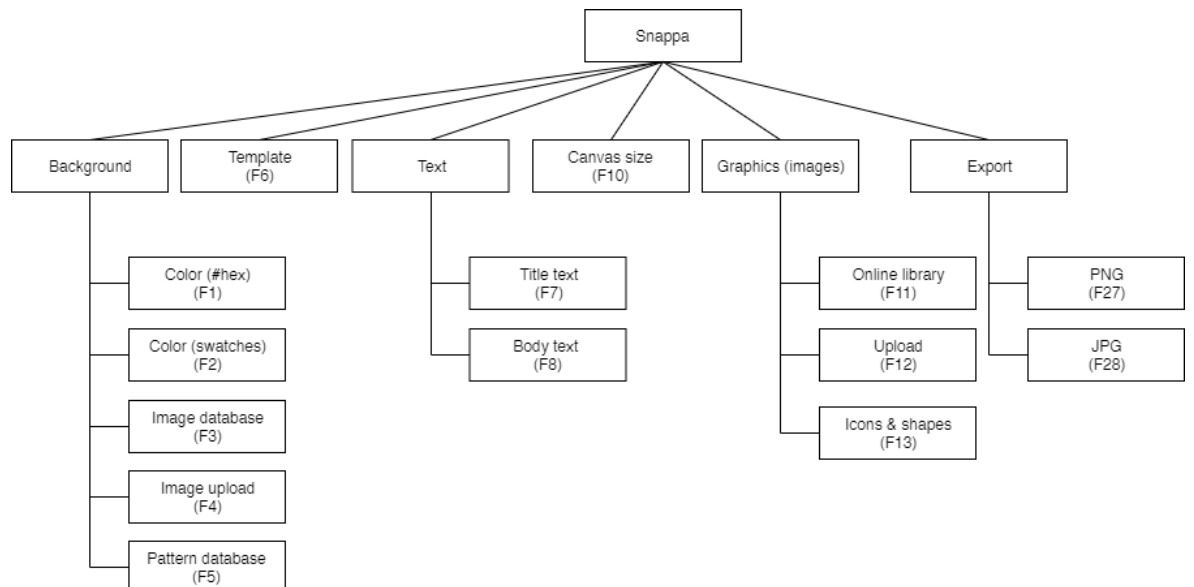 Snappa
Background
Template
(F6)
Text
Canvas size
(F10)
Graphics (images)
Export
Color (#hex)
(F1)
Color (swatches)
(F2)
Image database
(F3)
Image upload
(F4)
Pattern database
(F5)
Title text
(F7)
Body text
(F8)
Online library
(F11)
Upload
(F12)
Icons & shapes
(F13)
PNG
(F27)
JPG
(F28)